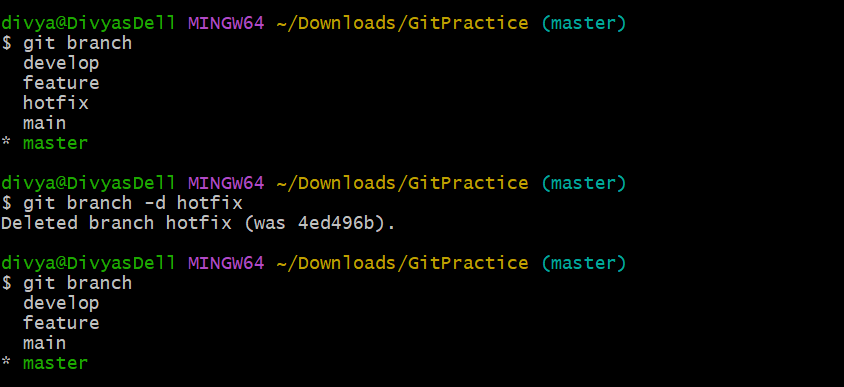 divya@DivyasDell MINGW64 ~/Downloads/GitPractice (master)
$ git branch
  develop
  feature
  hotfix
  main
* master

divya@DivyasDell MINGW64 ~/Downloads/GitPractice (master)
$ git branch -d hotfix
Deleted branch hotfix (was 4ed496b).

divya@DivyasDell MINGW64 ~/Downloads/GitPractice (master)
$ git branch
  develop
  feature
  main
* master